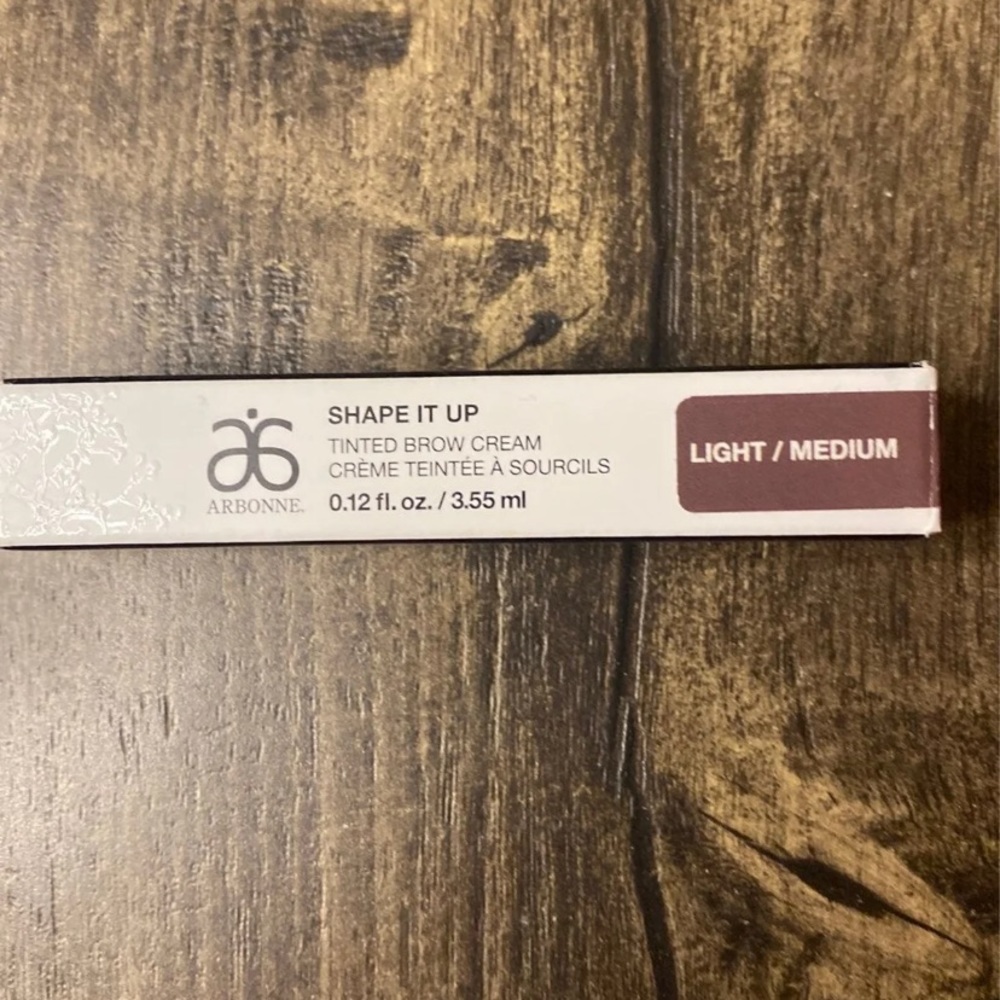 ARBONNE.
SHAPE IT UP
TINTED BROW CREAM
CRÈME TEINTÉE À SOURCILS
0.12 fl. oz. / 3.55 ml
LIGHT / MEDIUM